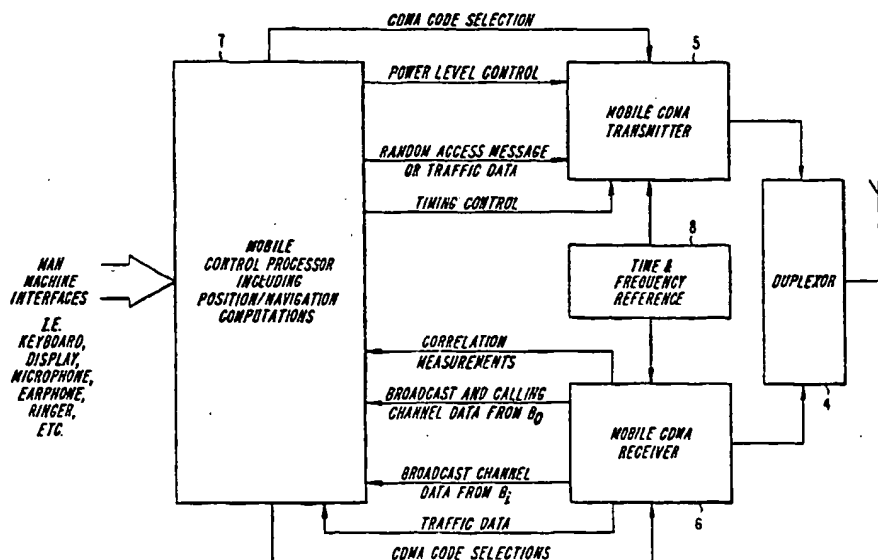 CDMA CODE SELECTION
7
5
POWER LEVEL CONTROL
MOBILE CDMA
TRANSMITTER
RANDOM ACCESS MESSAGE
OR TRAFFIC DATA
TIMING CONTROL
8
MAN
MACHINE
INTERFACES
I.E.
KEYBOARD,
DISPLAY,
MICROPHONE,
EARPHONE,
RINGER,
ETC.
MOBILE
CONTROL PROCESSOR
INCLUDING
POSITION/NAVIGATION
COMPUTATIONS
TIME &
FREQUENCY
REFERENCE
DUPLEXOR
4
CORRELATION
MEASUREMENTS
BROADCAST AND CALLING
CHANNEL DATA FROM B0
MOBILE CDMA
RECEIVER
BROADCAST CHANNEL
DATA FROM Bi
6
TRAFFIC DATA
CDMA CODE SELECTIONS